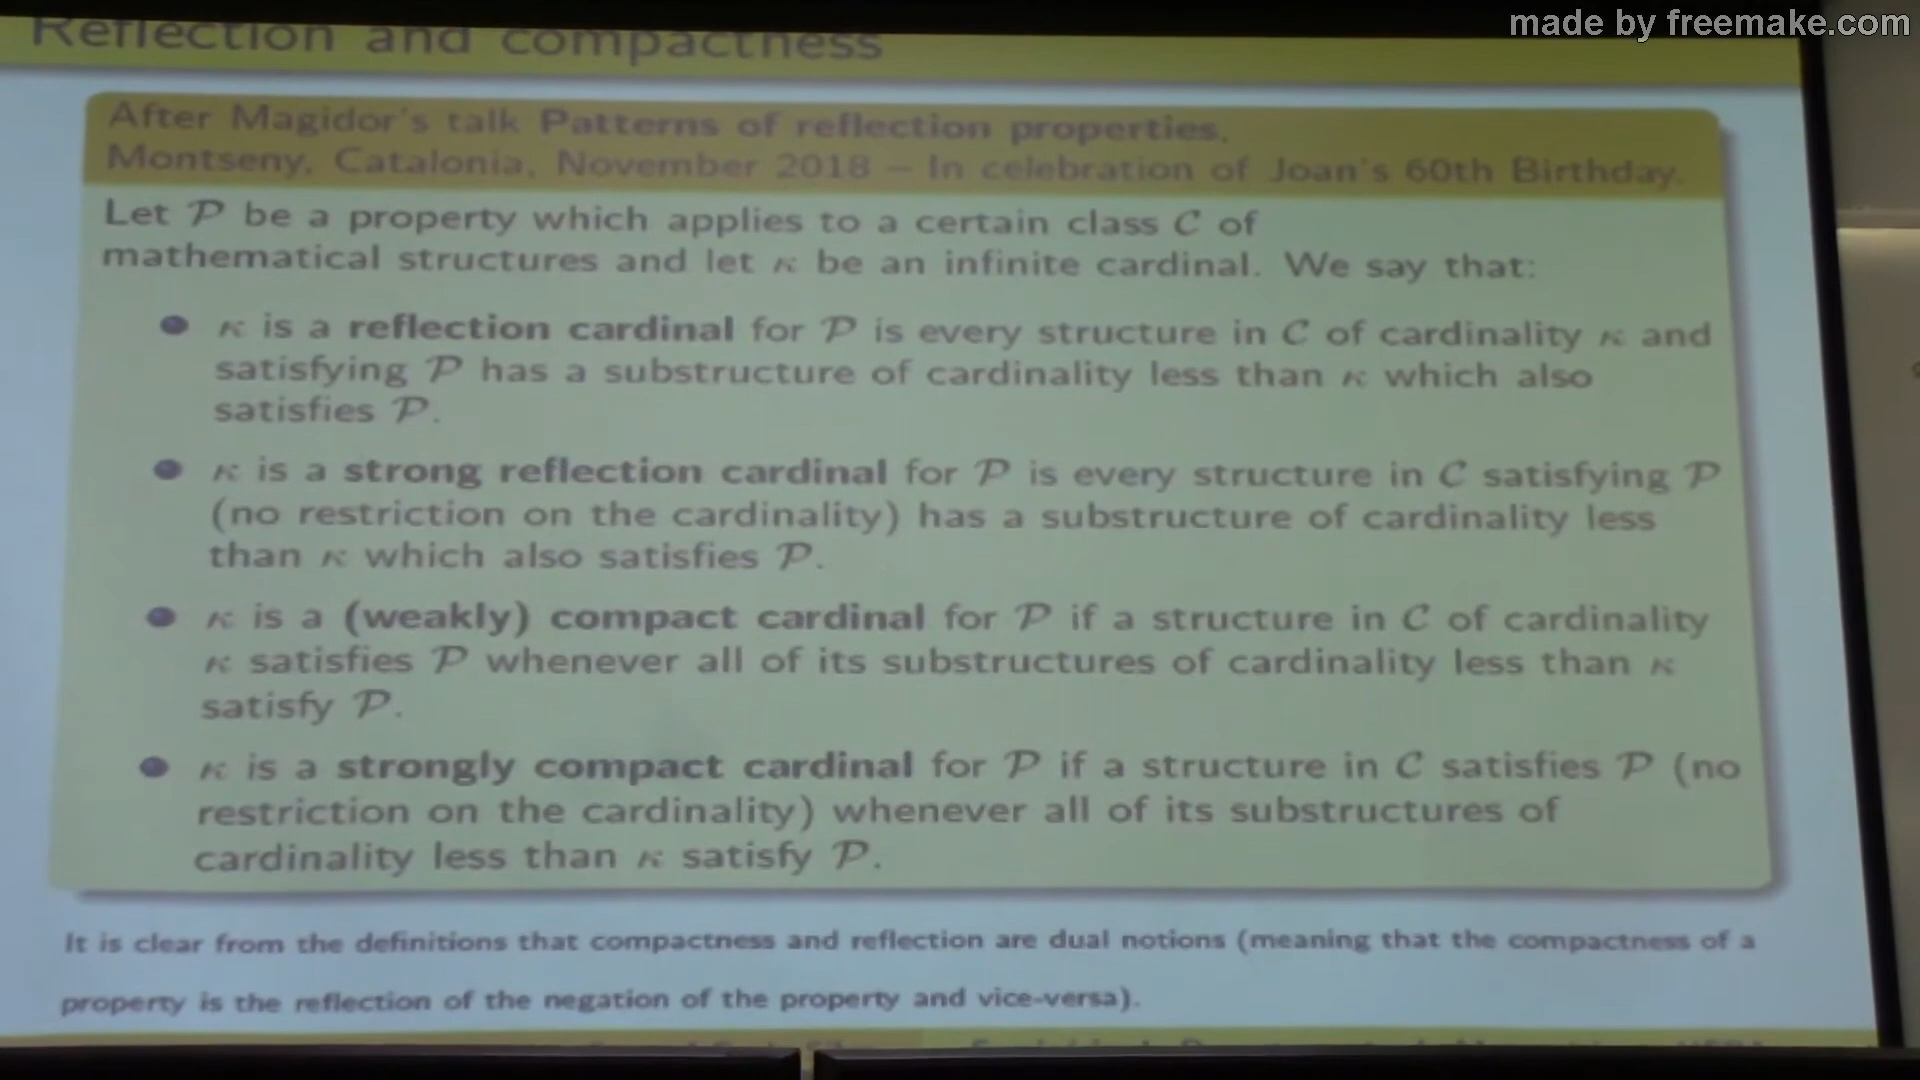 made by freemake.com
Reflection and compactness
After Magidor's talk Patterns of reflection properties.
Montseny, Catalonia, November 2018 – In celebration of Joan's 60th Birthday.
Let 𝒫 be a property which applies to a certain class 𝒞 of
mathematical structures and let κ be an infinite cardinal. We say that:
κ is a reflection cardinal for 𝒫 is every structure in 𝒞 of cardinality κ and
satisfying 𝒫 has a substructure of cardinality less than κ which also
satisfies 𝒫.
κ is a strong reflection cardinal for 𝒫 is every structure in 𝒞 satisfying 𝒫
(no restriction on the cardinality) has a substructure of cardinality less
than κ which also satisfies 𝒫.
κ is a (weakly) compact cardinal for 𝒫 if a structure in 𝒞 of cardinality
κ satisfies 𝒫 whenever all of its substructures of cardinality less than κ
satisfy 𝒫.
κ is a strongly compact cardinal for 𝒫 if a structure in 𝒞 satisfies 𝒫 (no
restriction on the cardinality) whenever all of its substructures of
cardinality less than κ satisfy 𝒫.
It is clear from the definitions that compactness and reflection are dual notions (meaning that the compactness of a
property is the reflection of the negation of the property and vice-versa).